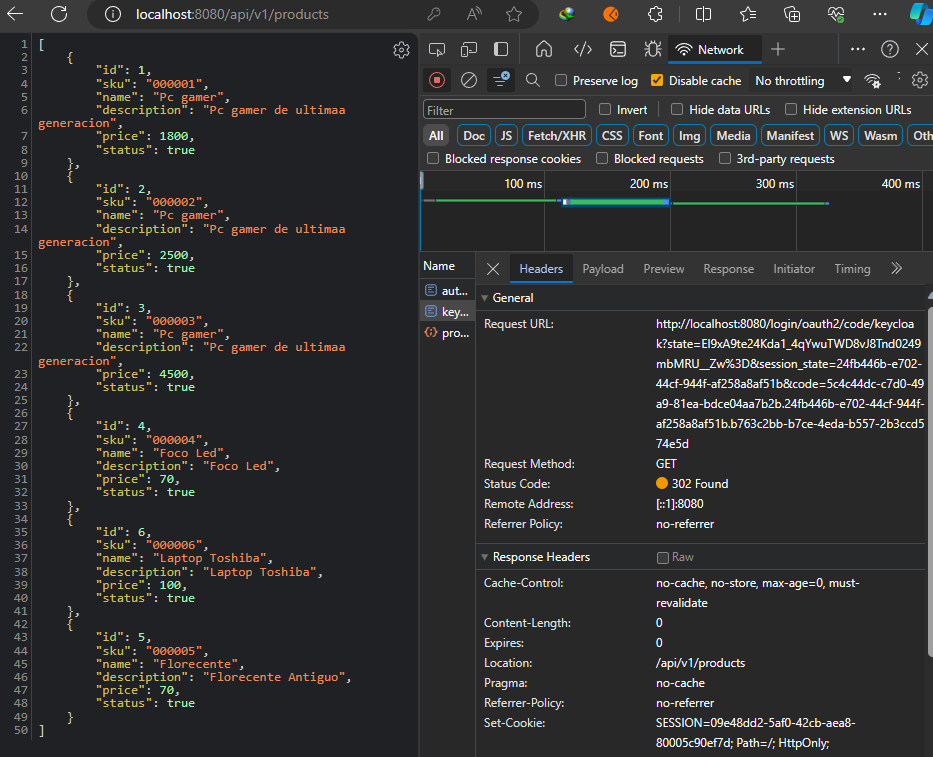 localhost:8080/api/v1/products
1 [
2 {
3 "id": 1,
4 "sku": "000001",
5 "name": "Pc gamer",
6 "description": "Pc gamer de ultimaa
generacion",
7 "price": 1800,
8 "status": true
9 },
10 {
11 "id": 2,
12 "sku": "000002",
13 "name": "Pc gamer",
14 "description": "Pc gamer de ultimaa
generacion",
15 "price": 2500,
16 "status": true
17 },
18 {
19 "id": 3,
20 "sku": "000003",
21 "name": "Pc gamer",
22 "description": "Pc gamer de ultimaa
generacion",
23 "price": 4500,
24 "status": true
25 },
26 {
27 "id": 4,
28 "sku": "000004",
29 "name": "Foco Led",
30 "description": "Foco Led",
31 "price": 70,
32 "status": true
33 },
34 {
35 "id": 6,
36 "sku": "000006",
37 "name": "Laptop Toshiba",
38 "description": "Laptop Toshiba",
39 "price": 100,
40 "status": true
41 },
42 {
43 "id": 5,
44 "sku": "000005",
45 "name": "Florecente",
46 "description": "Florecente Antiguo",
47 "price": 70,
48 "status": true
49 }
50 ]
Network
Preserve log Disable cache No throttling
Filter Invert Hide data URLs Hide extension URLs
All Doc JS Fetch/XHR CSS Font Img Media Manifest WS Wasm Oth
Blocked response cookies Blocked requests 3rd-party requests
100 ms 200 ms 300 ms 400 ms
Name Headers Payload Preview Response Initiator Timing
aut...
key...
pro...
General
Request URL: http://localhost:8080/login/oauth2/code/keycloa
k?state=EI9xA9te24Kda1_4qYwuTWD8vJ8Tnd0249
mbMRU__Zw%3D&session_state=24fb446b-e702-
44cf-944f-af258a8af51b&code=5c4c44dc-c7d0-49
a9-81ea-bdce04aa7b2b.24fb446b-e702-44cf-944f-
af258a8af51b.b763c2bb-b7ce-4eda-b557-2b3ccd5
74e5d
Request Method: GET
Status Code: 302 Found
Remote Address: [::1]:8080
Referrer Policy: no-referrer
Response Headers Raw
Cache-Control: no-cache, no-store, max-age=0, must-
revalidate
Content-Length: 0
Expires: 0
Location: /api/v1/products
Pragma: no-cache
Referrer-Policy: no-referrer
Set-Cookie: SESSION=09e48dd2-5af0-42cb-aea8-
80005c90ef7d; Path=/; HttpOnly;